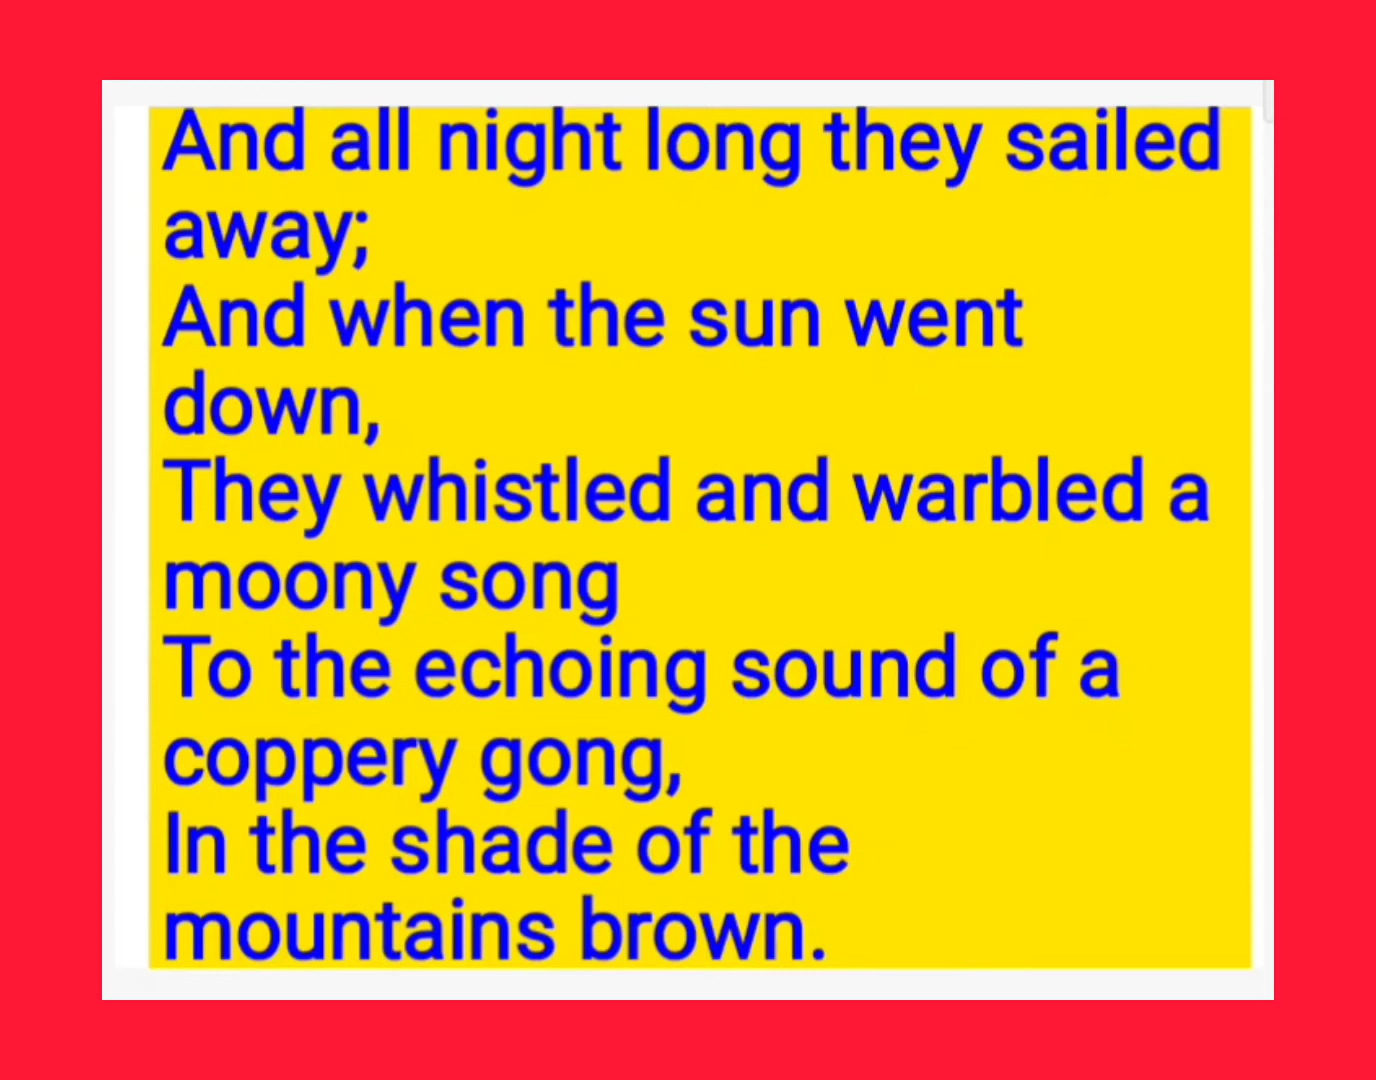 And all night long they sailed
away;
And when the sun went
down,
They whistled and warbled a
moony song
To the echoing sound of a
coppery gong,
In the shade of the
mountains brown.